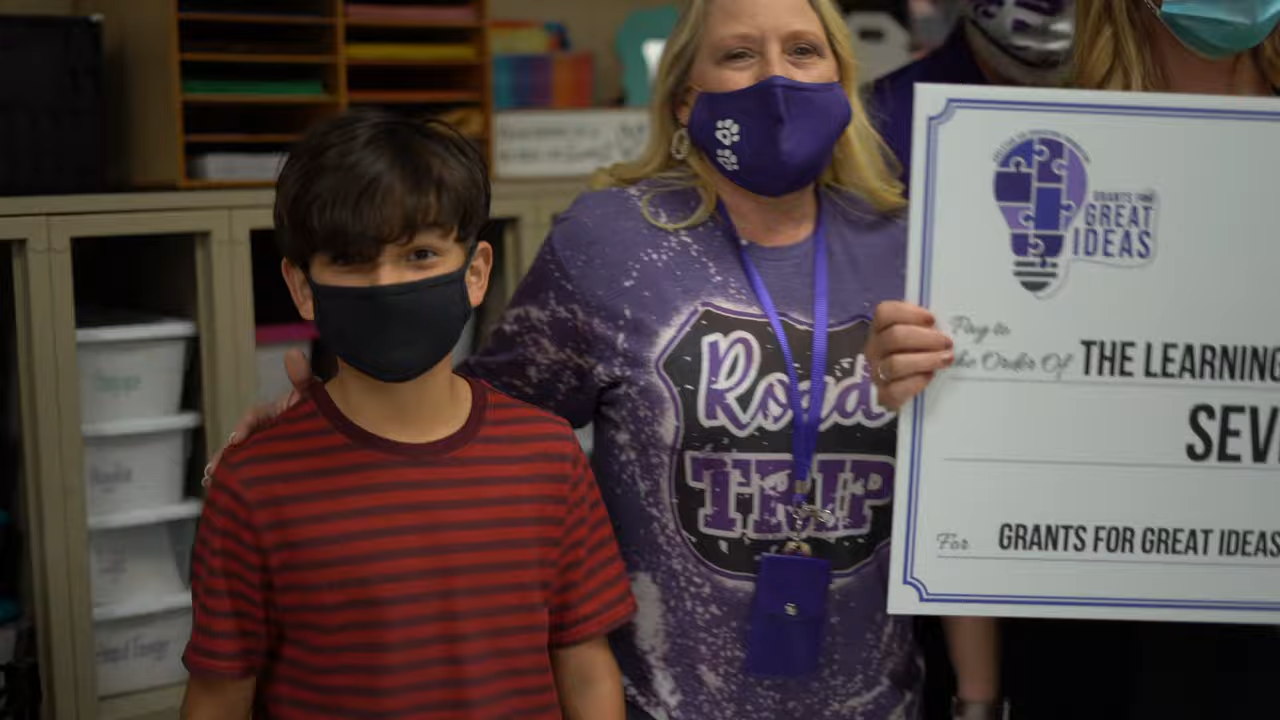 GRANTS FOR
GREAT
IDEAS
Pay to
the Order Of THE LEARNING
SEV
For GRANTS FOR GREAT IDEAS
Road
TRIP